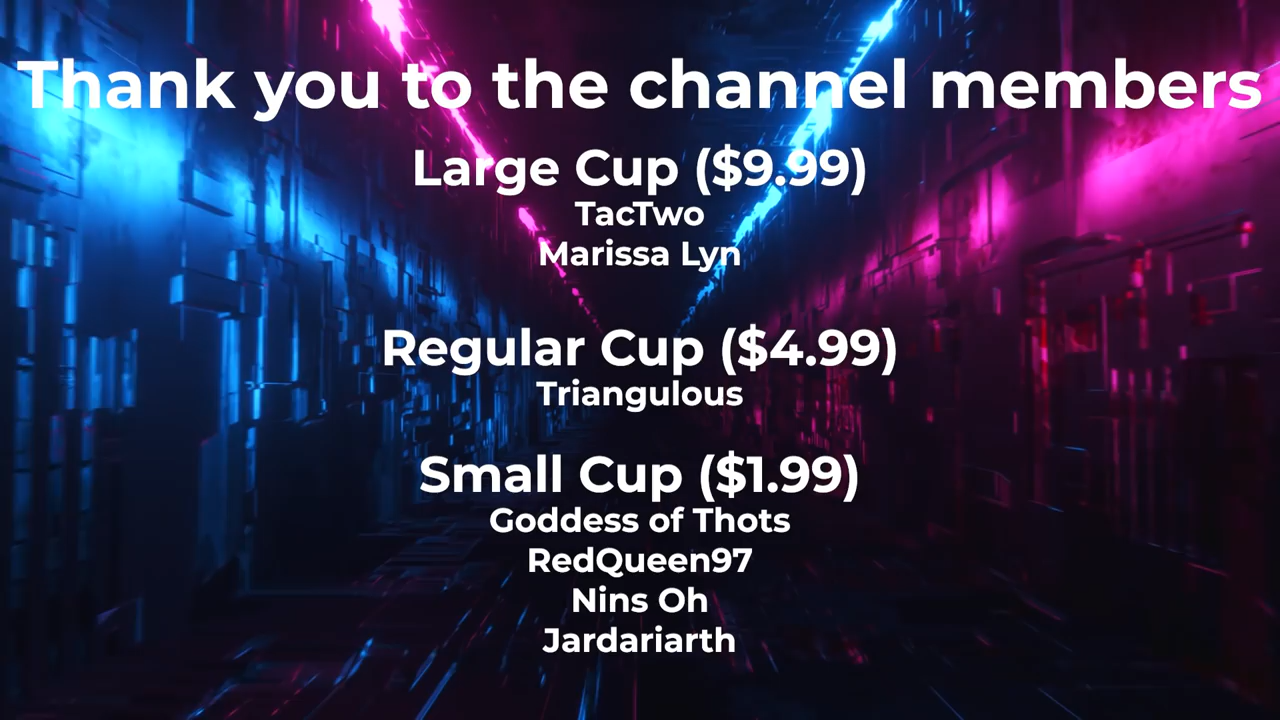 Thank you to the channel members
Large Cup ($9.99)
TacTwo
Marissa Lyn
Regular Cup ($4.99)
Triangulous
Small Cup ($1.99)
Goddess of Thots
RedQueen97
Nins Oh
Jardariarth